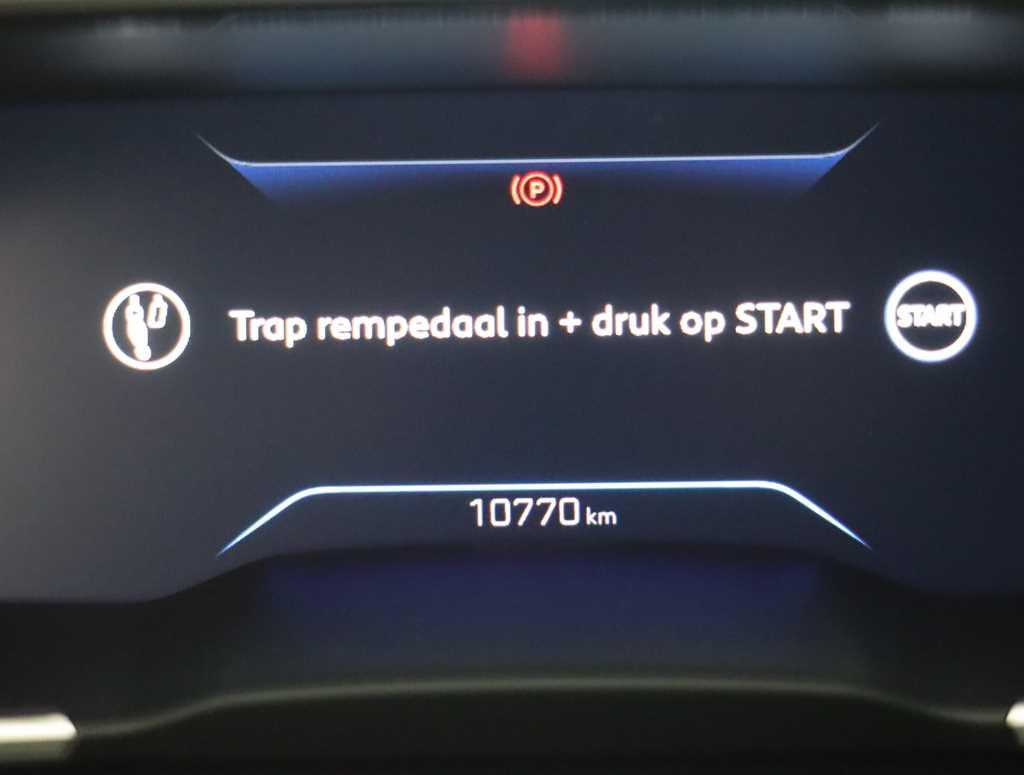 P
Trap rempedaal in + druk op START
START
10770 km